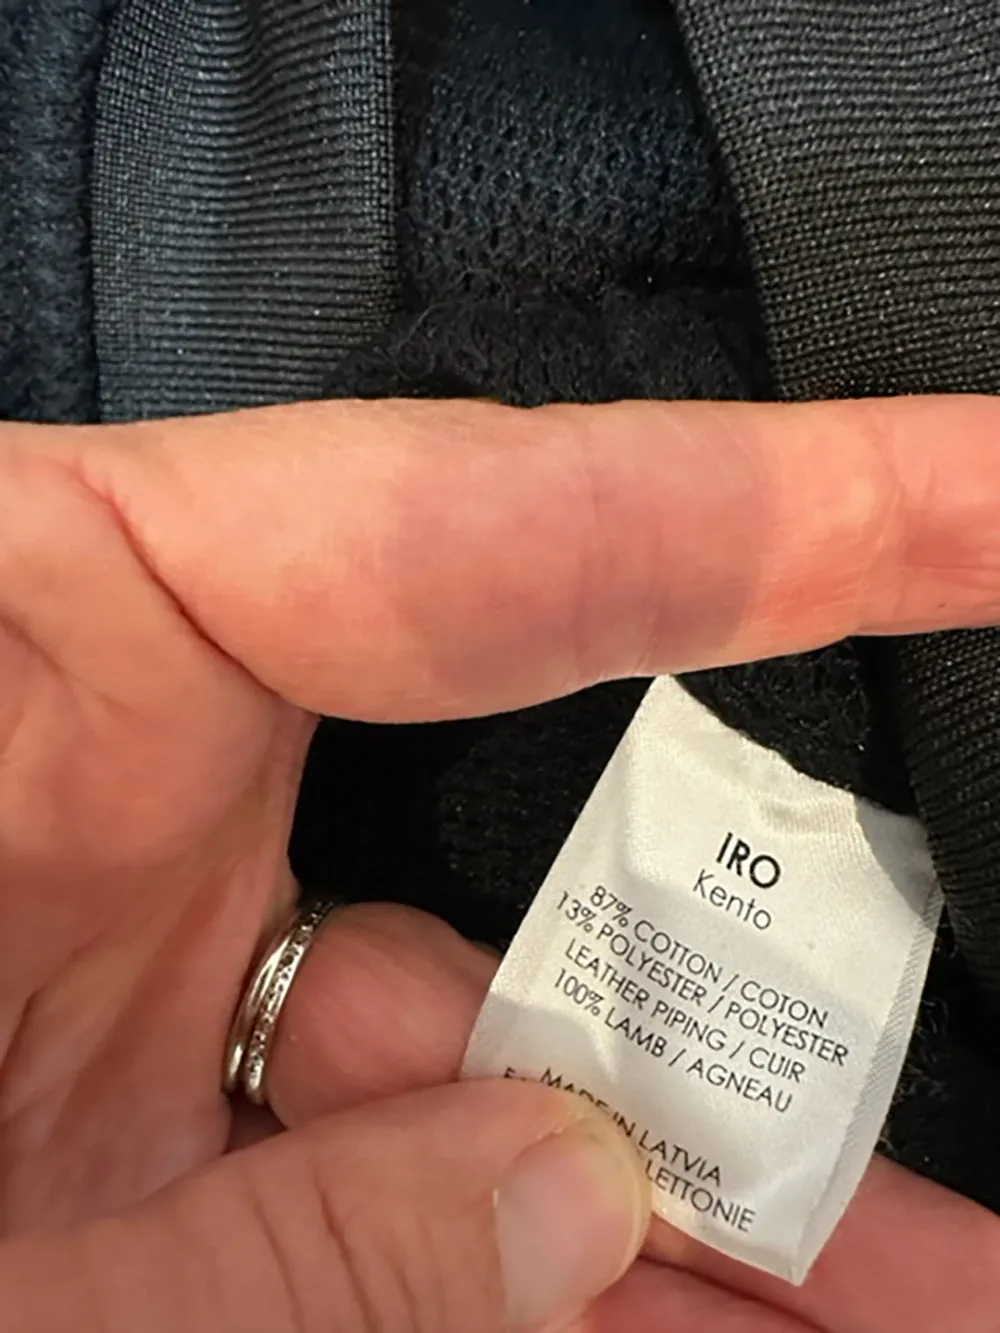 IRO
Kento
87% COTTON / COTON
13% POLYESTER / POLYESTER
LEATHER PIPING / CUIR
100% LAMB / AGNEAU
MADE IN LATVIA
LETTONIE